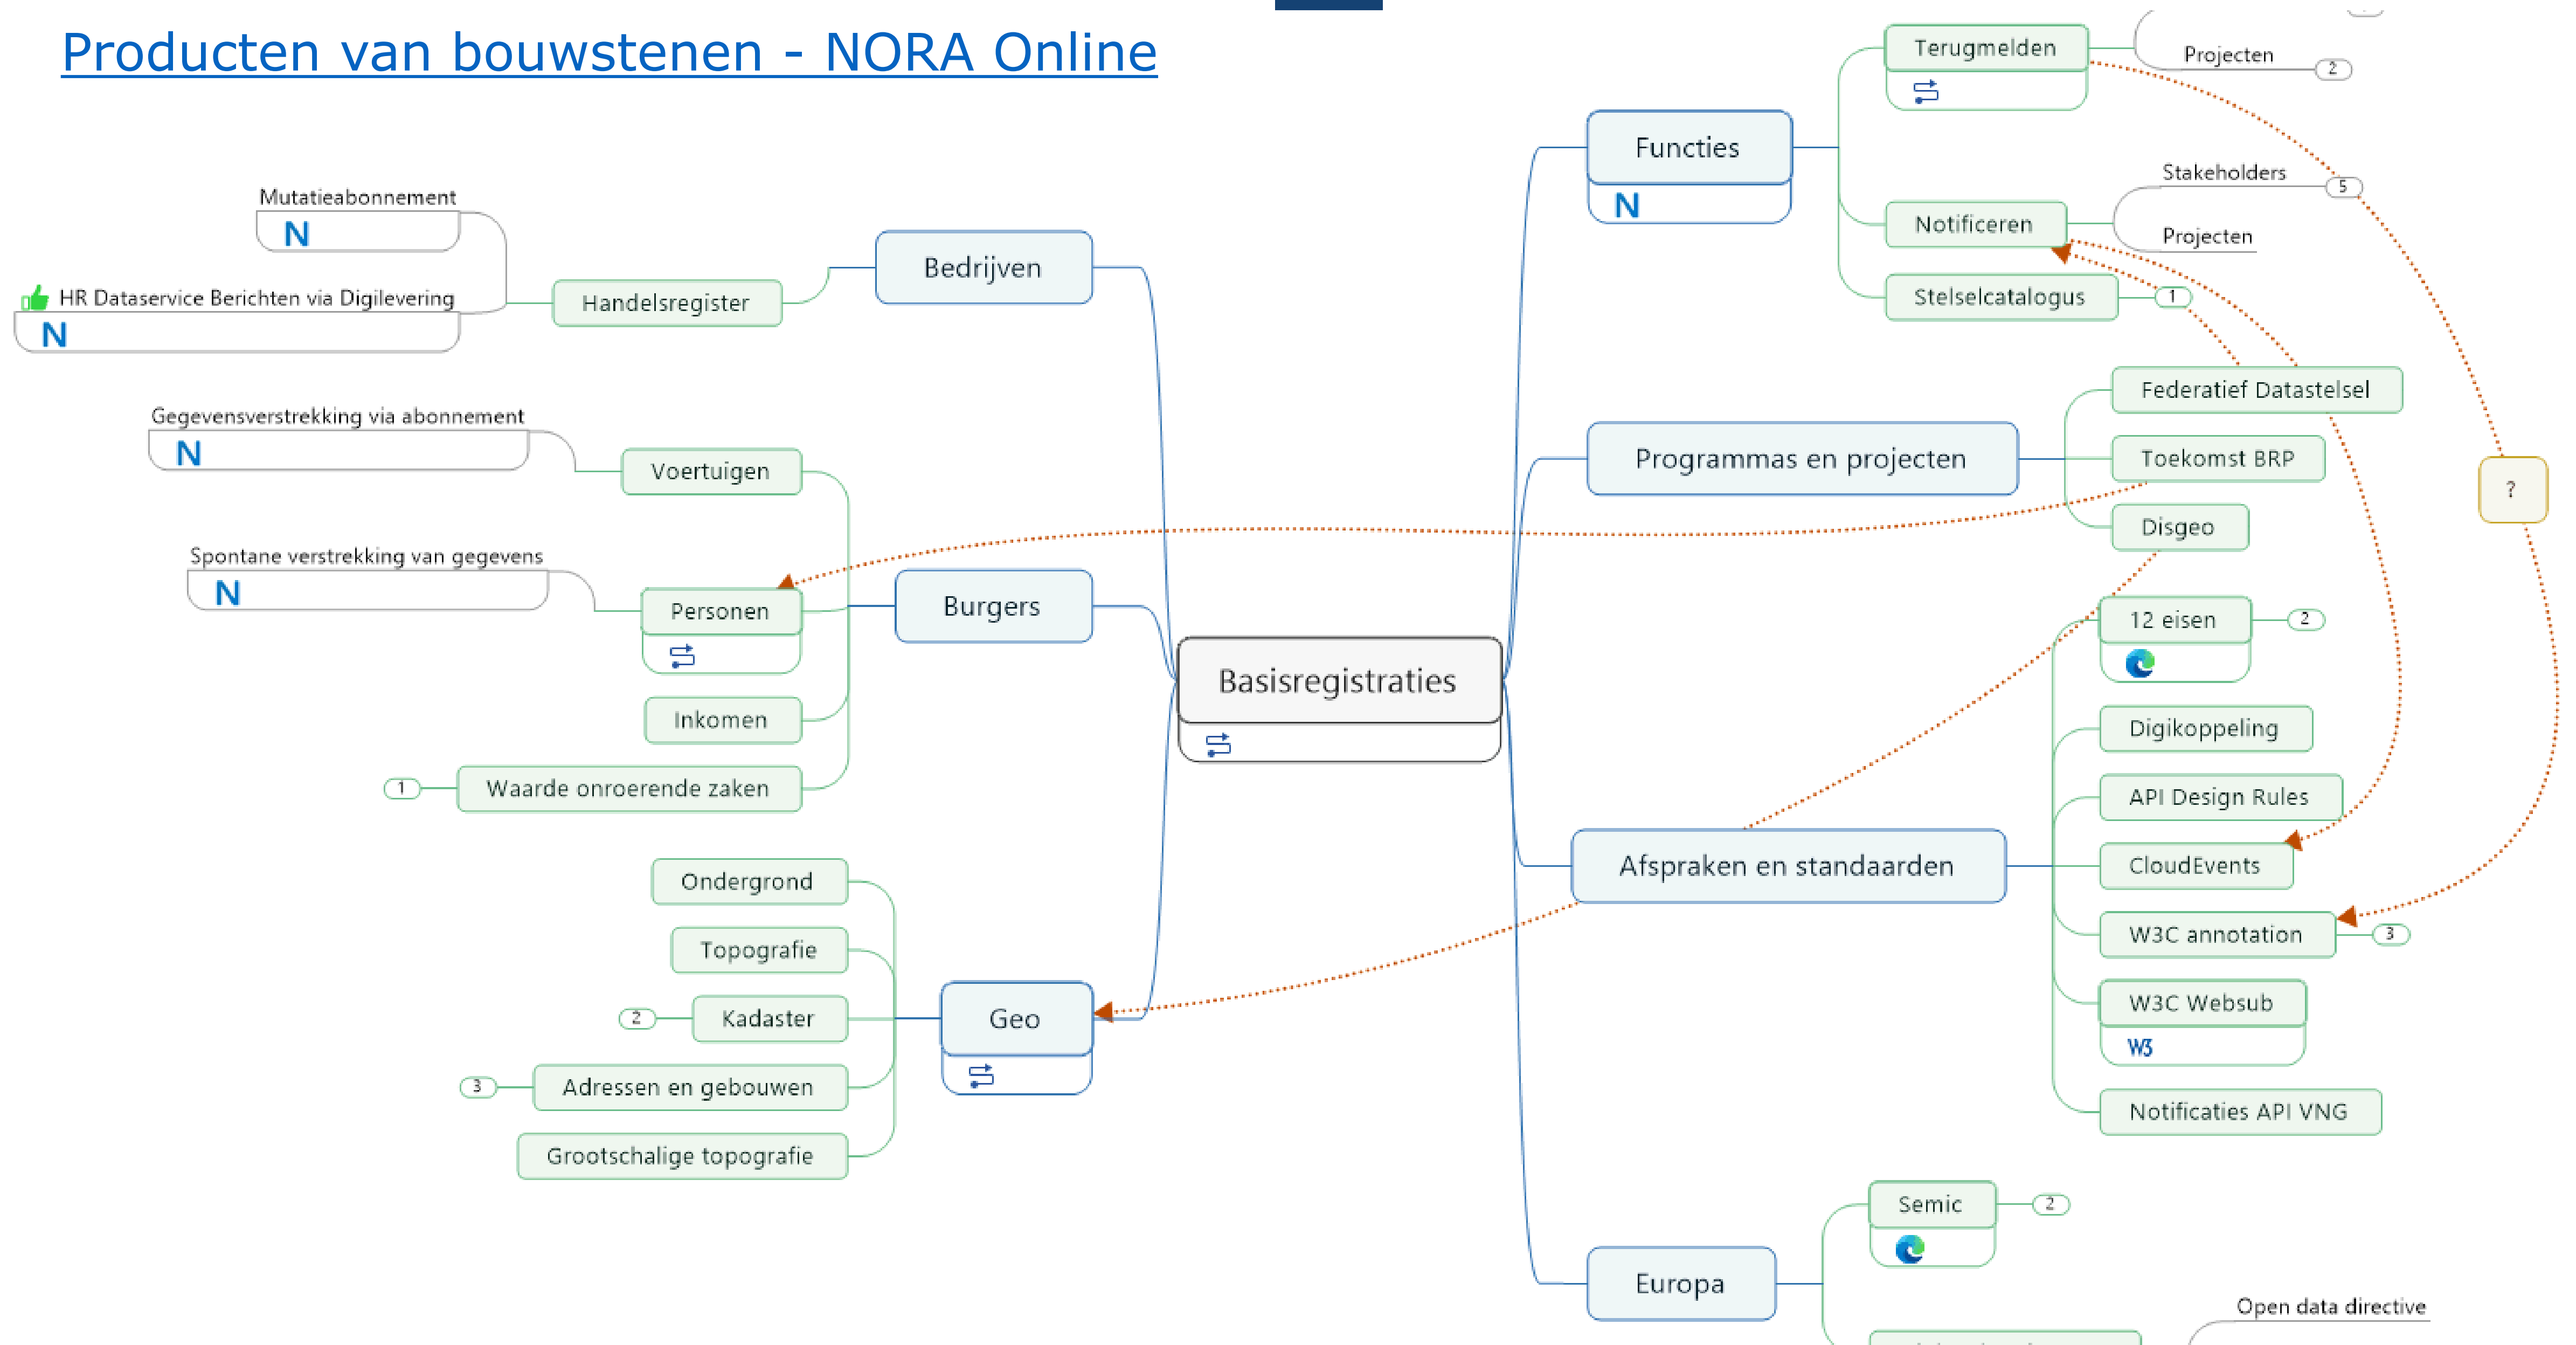 Producten van bouwstenen - NORA Online
Mutatieabonnement
N
HR Dataservice Berichten via Digilevering
N
Handelsregister
Bedrijven
Gegevensverstrekking via abonnement
N
Voertuigen
Spontane verstrekking van gegevens
N
Personen
Burgers
Inkomen
1
Waarde onroerende zaken
Ondergrond
Topografie
2
Kadaster
Geo
3
Adressen en gebouwen
Grootschalige topografie
Basisregistraties
Functies
N
Terugmelden
Projecten
2
Notificeren
Stakeholders
5
Projecten
Stelselcatalogus
1
Programmas en projecten
Federatief Datastelsel
Toekomst BRP
Disgeo
?
Afspraken en standaarden
12 eisen
2
Digikoppeling
API Design Rules
CloudEvents
W3C annotation
3
W3C Websub
W3
Notificaties API VNG
Europa
Semic
2
Open data directive